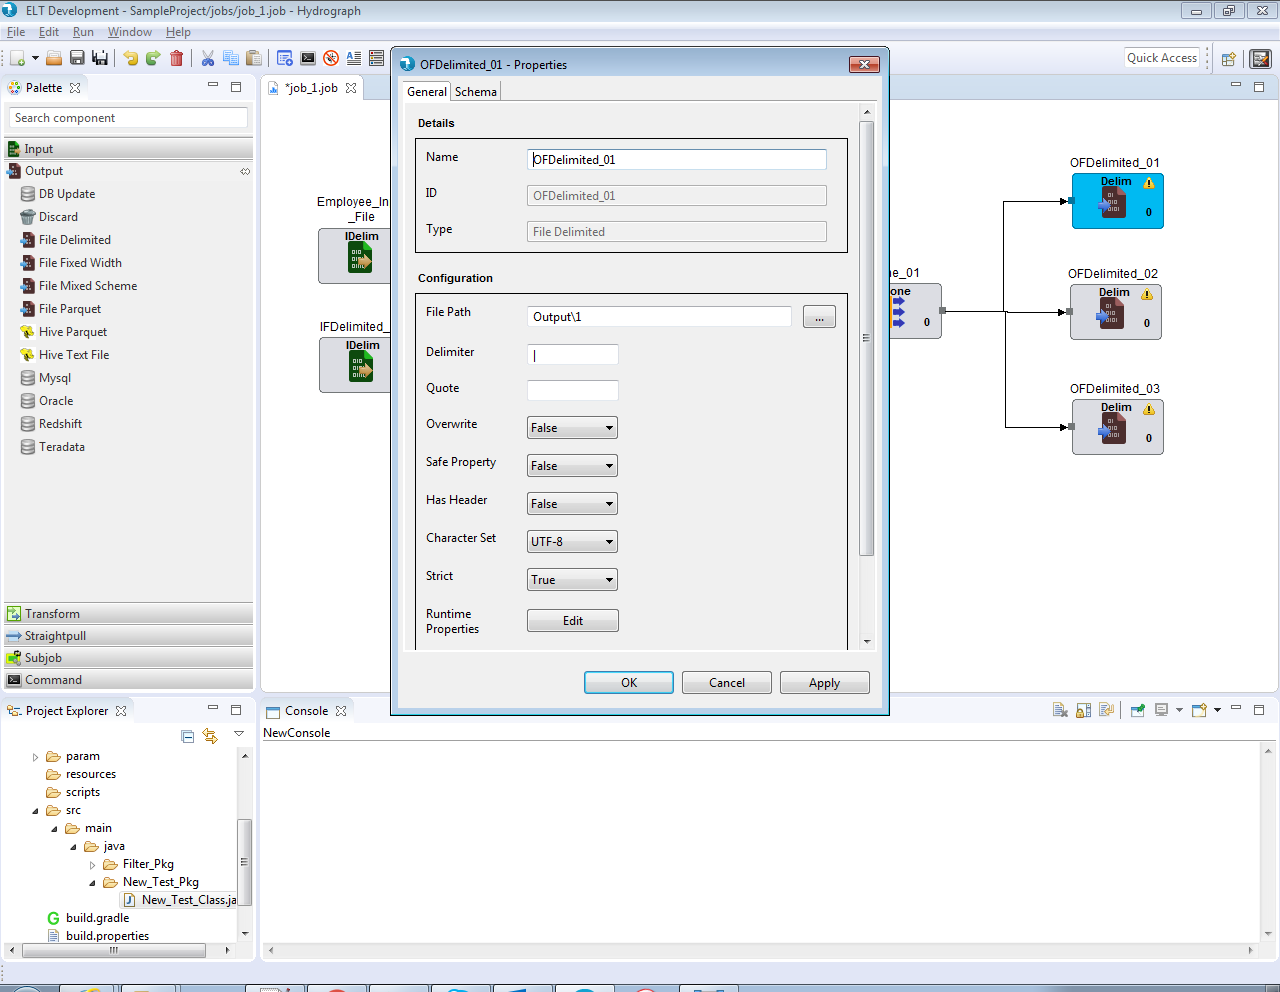 ELT Development - SampleProject/jobs/job_1.job - Hydrograph
File Edit Run Window Help
Quick Access
Palette
Search component
Input
Output
DB Update
Discard
File Delimited
File Fixed Width
File Mixed Scheme
File Parquet
Hive Parquet
Hive Text File
Mysql
Oracle
Redshift
Teradata
Transform
Straightpull
Subjob
Command
*job_1.job
Employee_In
_File
IDelim
IFDelimited_
IDelim
OFDelimited_01 - Properties
General Schema
Details
Name OFDelimited_01
ID OFDelimited_01
Type File Delimited
Configuration
File Path Output\1 ...
Delimiter |
Quote
Overwrite False
Safe Property False
Has Header False
Character Set UTF-8
Strict True
Runtime
Properties
Edit
OK Cancel Apply
ne_01
one
0
OFDelimited_01
Delim
0
OFDelimited_02
Delim
0
OFDelimited_03
Delim
0
Project Explorer
param
resources
scripts
src
main
java
Filter_Pkg
New_Test_Pkg
New_Test_Class.ja
build.gradle
build.properties
Console
NewConsole